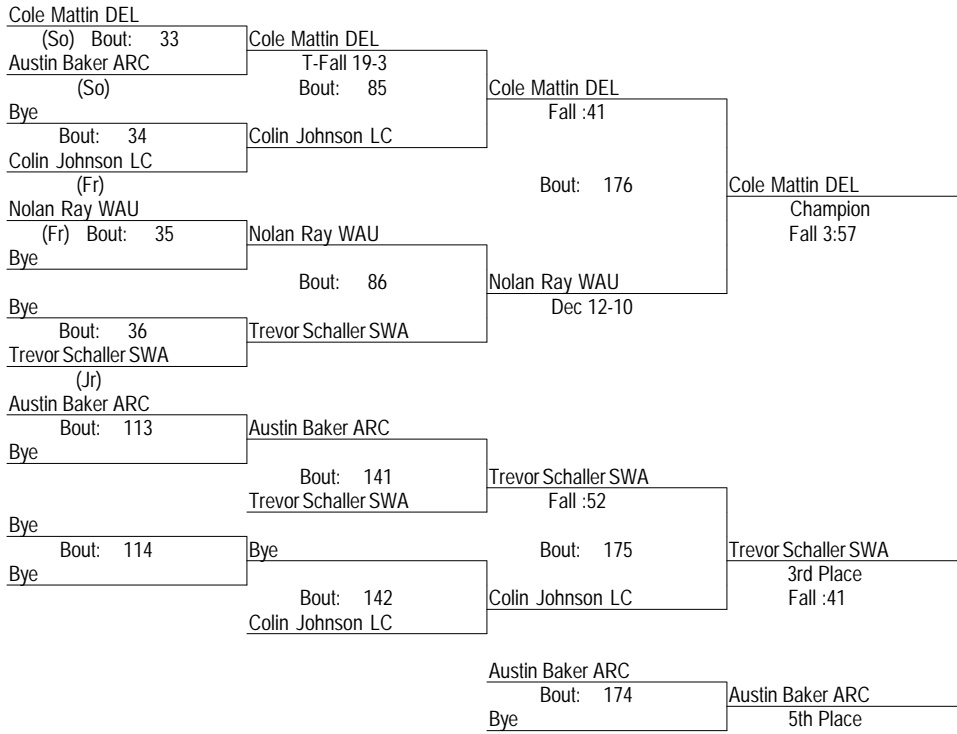 Cole Mattin DEL
(So) Bout: 33
Cole Mattin DEL
Austin Baker ARC
T-Fall 19-3
(So)
Bout: 85
Cole Mattin DEL
Bye
Fall :41
Bout: 34
Colin Johnson LC
Colin Johnson LC
(Fr)
Bout: 176
Cole Mattin DEL
Nolan Ray WAU
Champion
(Fr) Bout: 35
Nolan Ray WAU
Fall 3:57
Bye
Bout: 86
Nolan Ray WAU
Bye
Dec 12-10
Bout: 36
Trevor Schaller SWA
Trevor Schaller SWA
(Jr)
Austin Baker ARC
Bout: 113
Austin Baker ARC
Bye
Bout: 141
Trevor Schaller SWA
Trevor Schaller SWA
Fall :52
Bye
Bout: 114
Bye
Bout: 175
Trevor Schaller SWA
Bye
3rd Place
Bout: 142
Colin Johnson LC
Fall :41
Colin Johnson LC
Austin Baker ARC
Bout: 174
Austin Baker ARC
Bye
5th Place